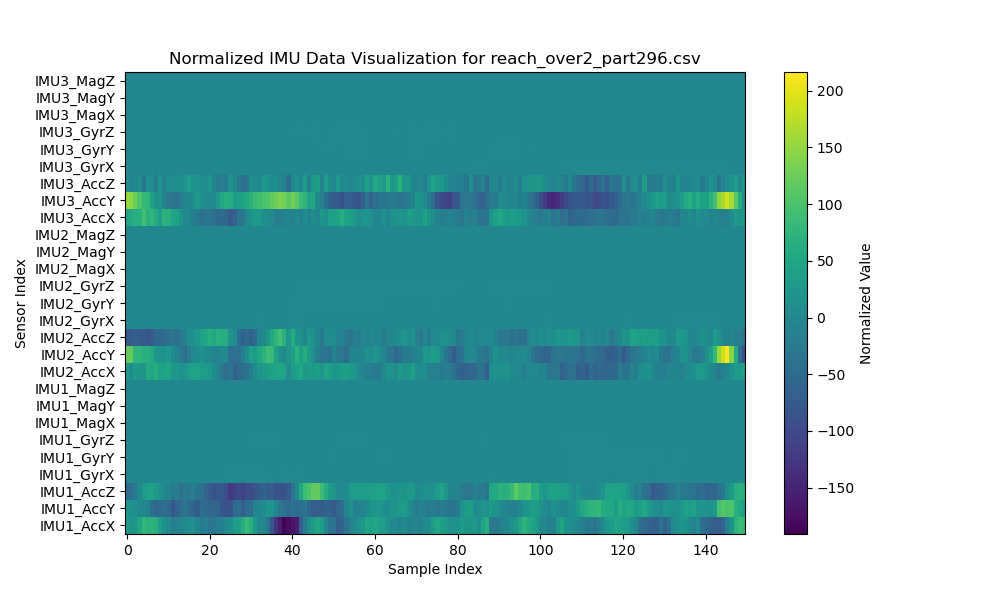 Normalized IMU Data Visualization for reach_over2_part296.csv
IMU3_MagZ
IMU3_MagY
IMU3_MagX
IMU3_GyrZ
IMU3_GyrY
IMU3_GyrX
IMU3_AccZ
IMU3_AccY
IMU3_AccX
IMU2_MagZ
IMU2_MagY
IMU2_MagX
IMU2_GyrZ
IMU2_GyrY
IMU2_GyrX
IMU2_AccZ
IMU2_AccY
IMU2_AccX
IMU1_MagZ
IMU1_MagY
IMU1_MagX
IMU1_GyrZ
IMU1_GyrY
IMU1_GyrX
IMU1_AccZ
IMU1_AccY
IMU1_AccX
Sensor Index
0 20 40 60 80 100 120 140
Sample Index
200
150
100
50
0
−50
−100
−150
Normalized Value